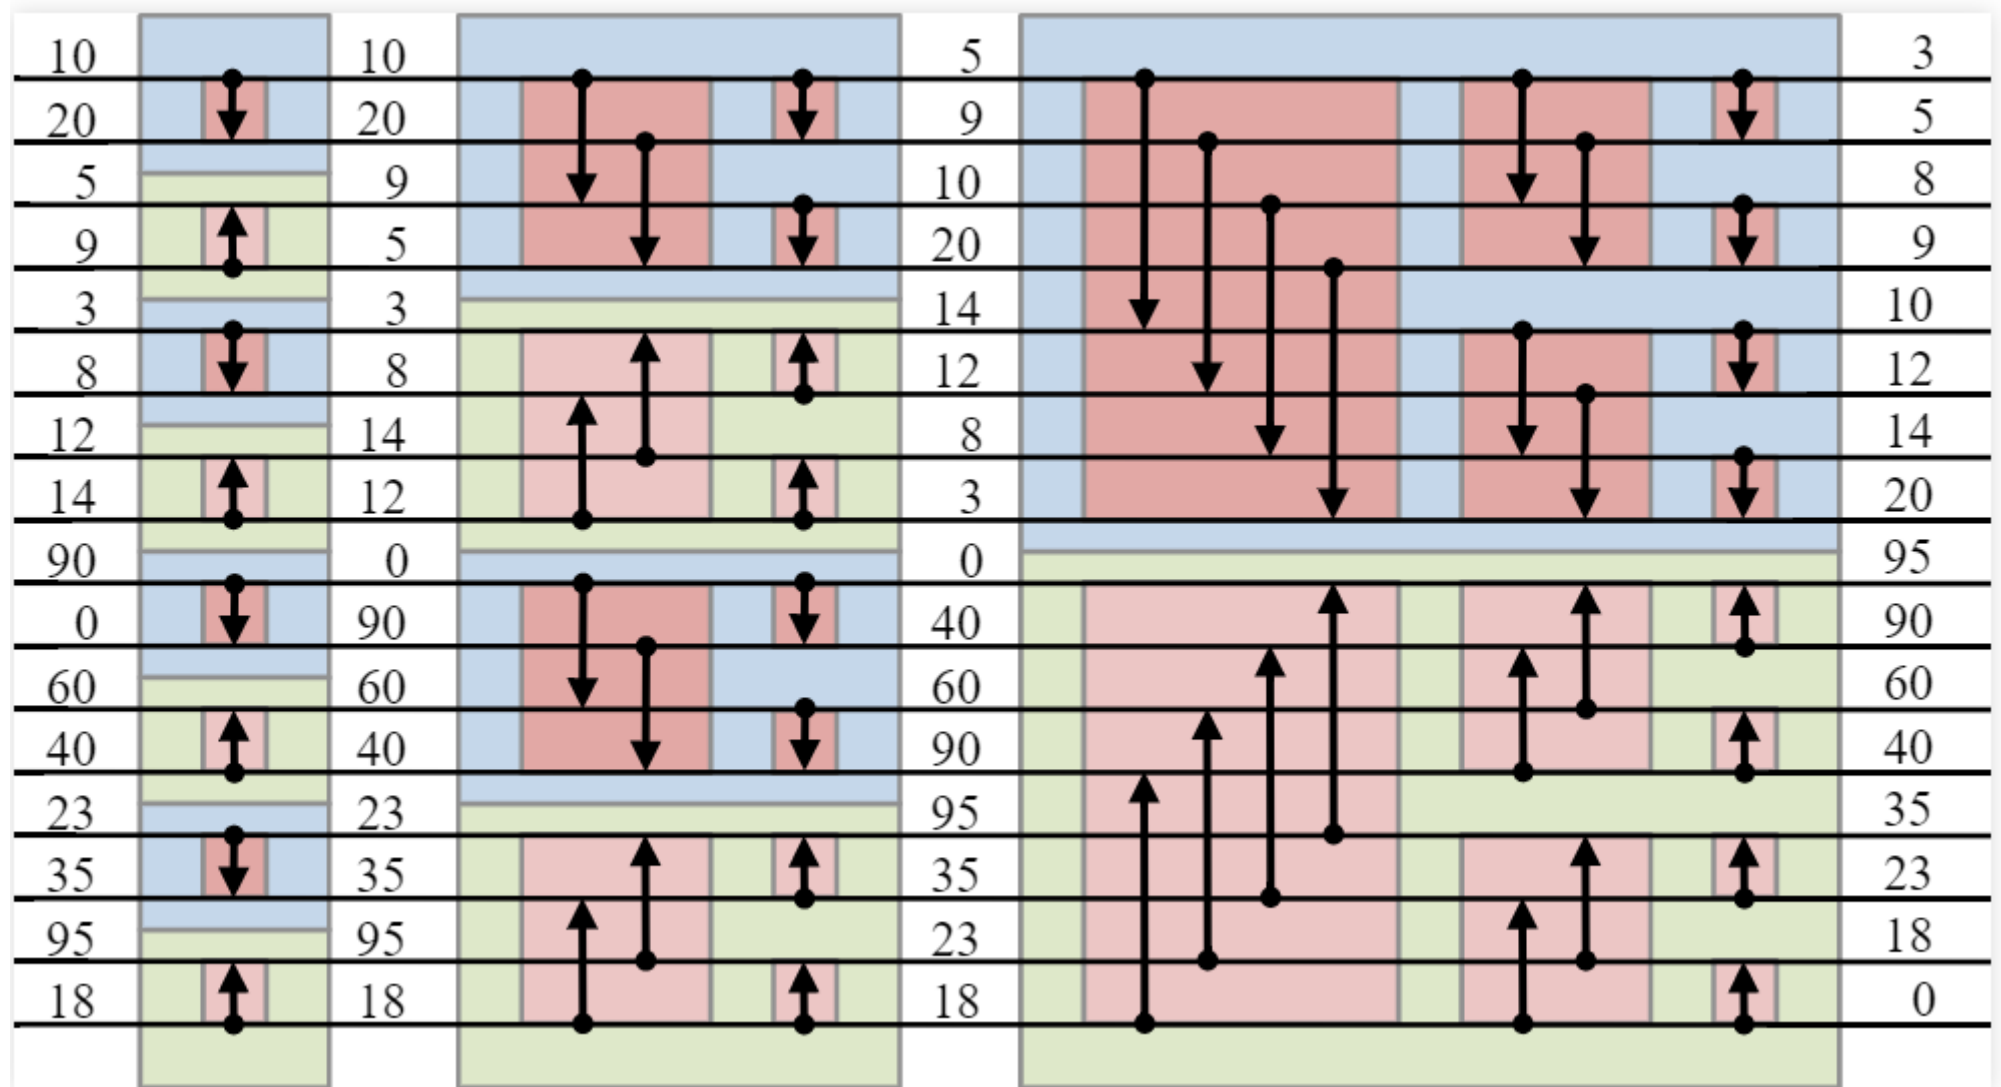 10 10 5 3
20 20 9 5
5 9 10 8
9 5 20 9
3 3 14 10
8 8 12 12
12 14 8 14
14 12 3 20
90 0 0 95
0 90 40 90
60 60 60 60
40 40 90 40
23 23 95 35
35 35 35 23
95 95 23 18
18 18 18 0